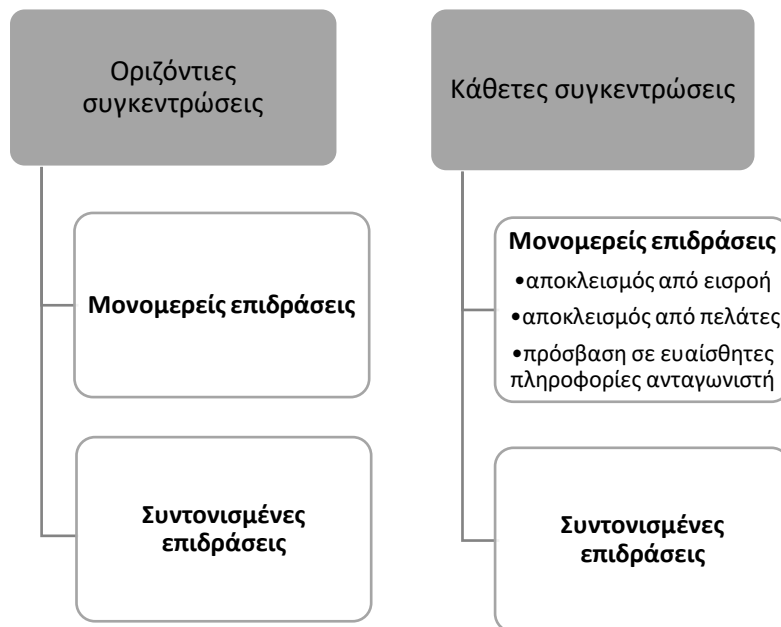 Οριζόντιες
συγκεντρώσεις
Μονομερείς επιδράσεις
Συντονισμένες
επιδράσεις
Κάθετες συγκεντρώσεις
Μονομερείς επιδράσεις
•αποκλεισμός από εισροή
•αποκλεισμός από πελάτες
•πρόσβαση σε ευαίσθητες
πληροφορίες ανταγωνιστή
Συντονισμένες
επιδράσεις